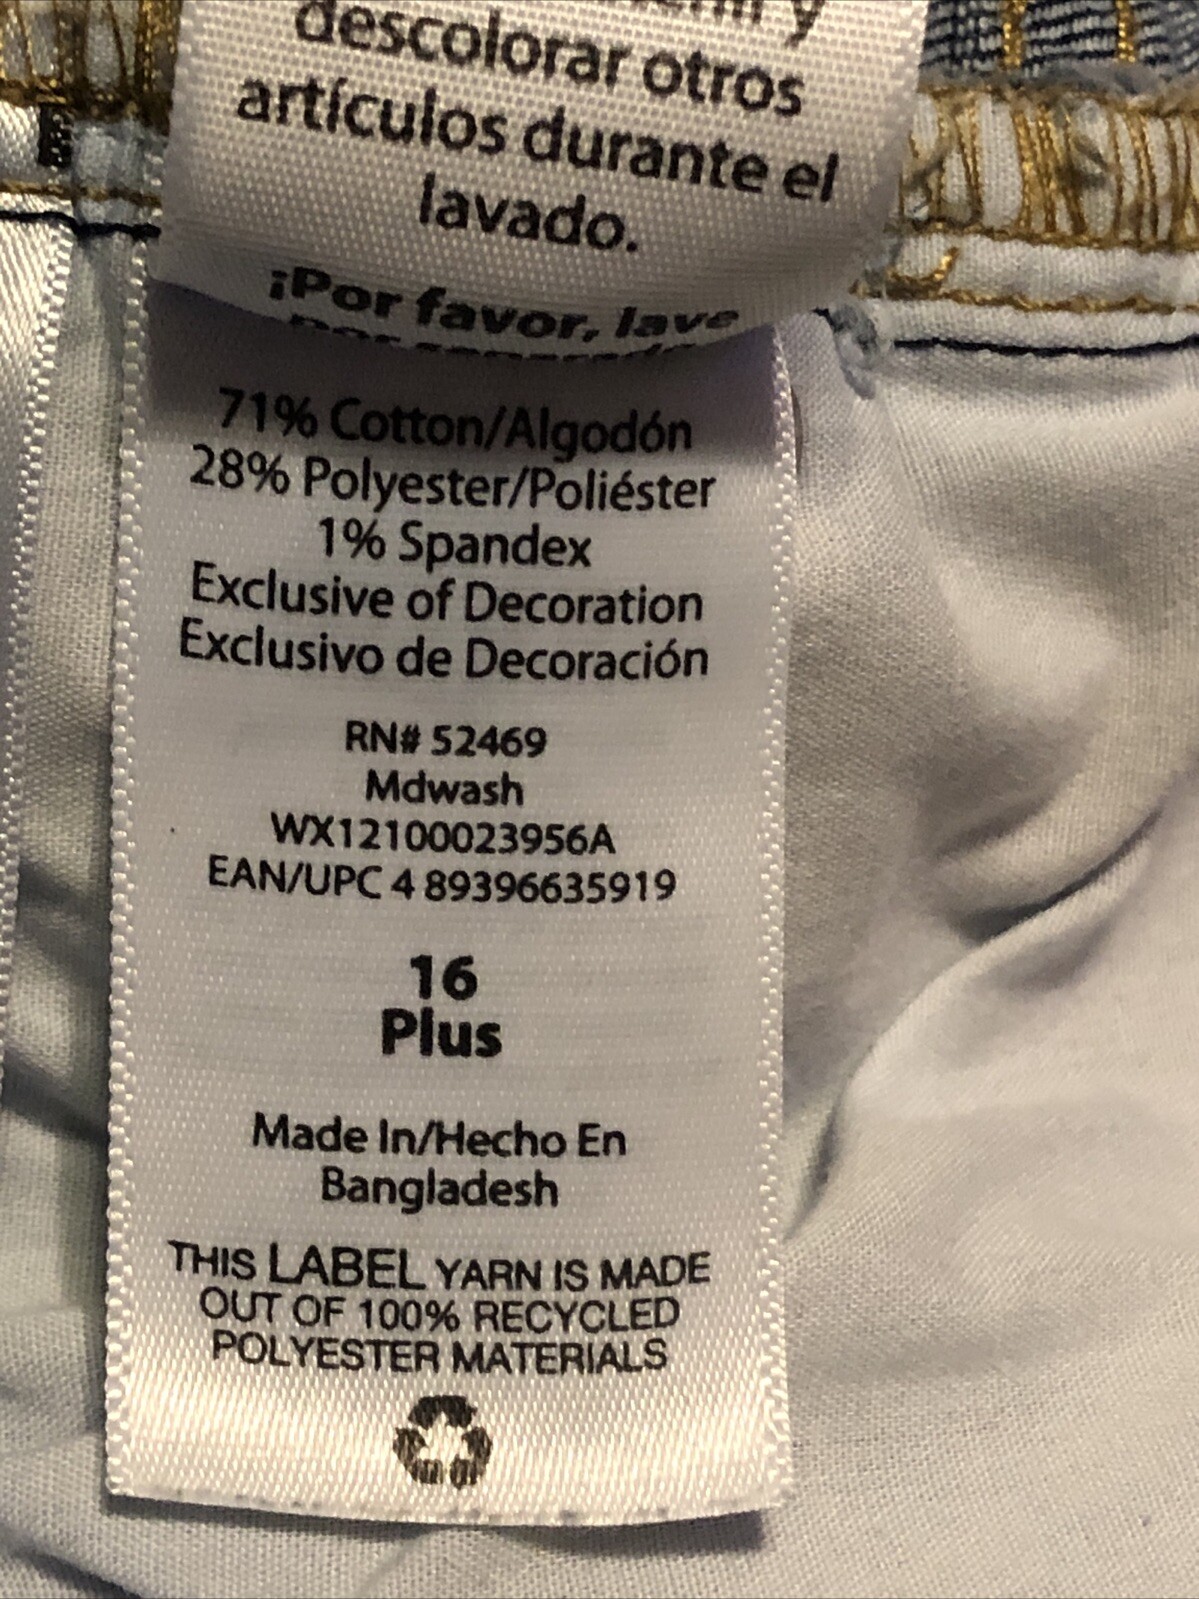 y
descolorar otros
artículos durante el
lavado.
¡Por favor, lave
71% Cotton/Algodón
28% Polyester/Poliéster
1% Spandex
Exclusive of Decoration
Exclusivo de Decoración
RN# 52469
Mdwash
WX12100023956A
EAN/UPC 4 89396635919
16
Plus
Made In/Hecho En
Bangladesh
THIS LABEL YARN IS MADE
OUT OF 100% RECYCLED
POLYESTER MATERIALS